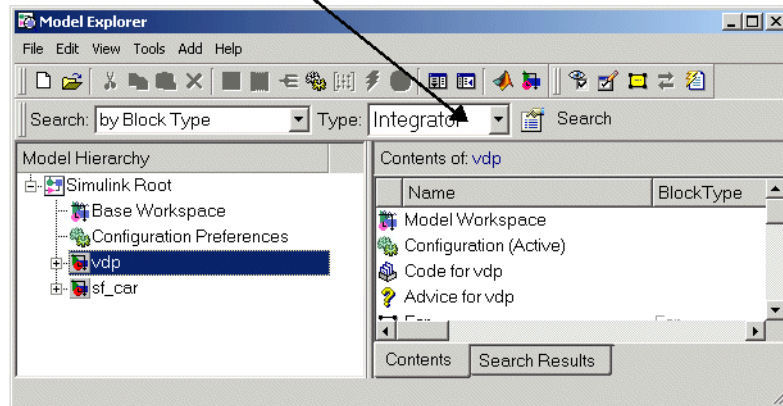 Model Explorer
File Edit View Tools Add Help
Search: by Block Type Type: Integrator Search
Model Hierarchy
Simulink Root
Base Workspace
Configuration Preferences
vdp
sf_car
Contents of: vdp
Name BlockType
Model Workspace
Configuration (Active)
Code for vdp
Advice for vdp
Contents Search Results